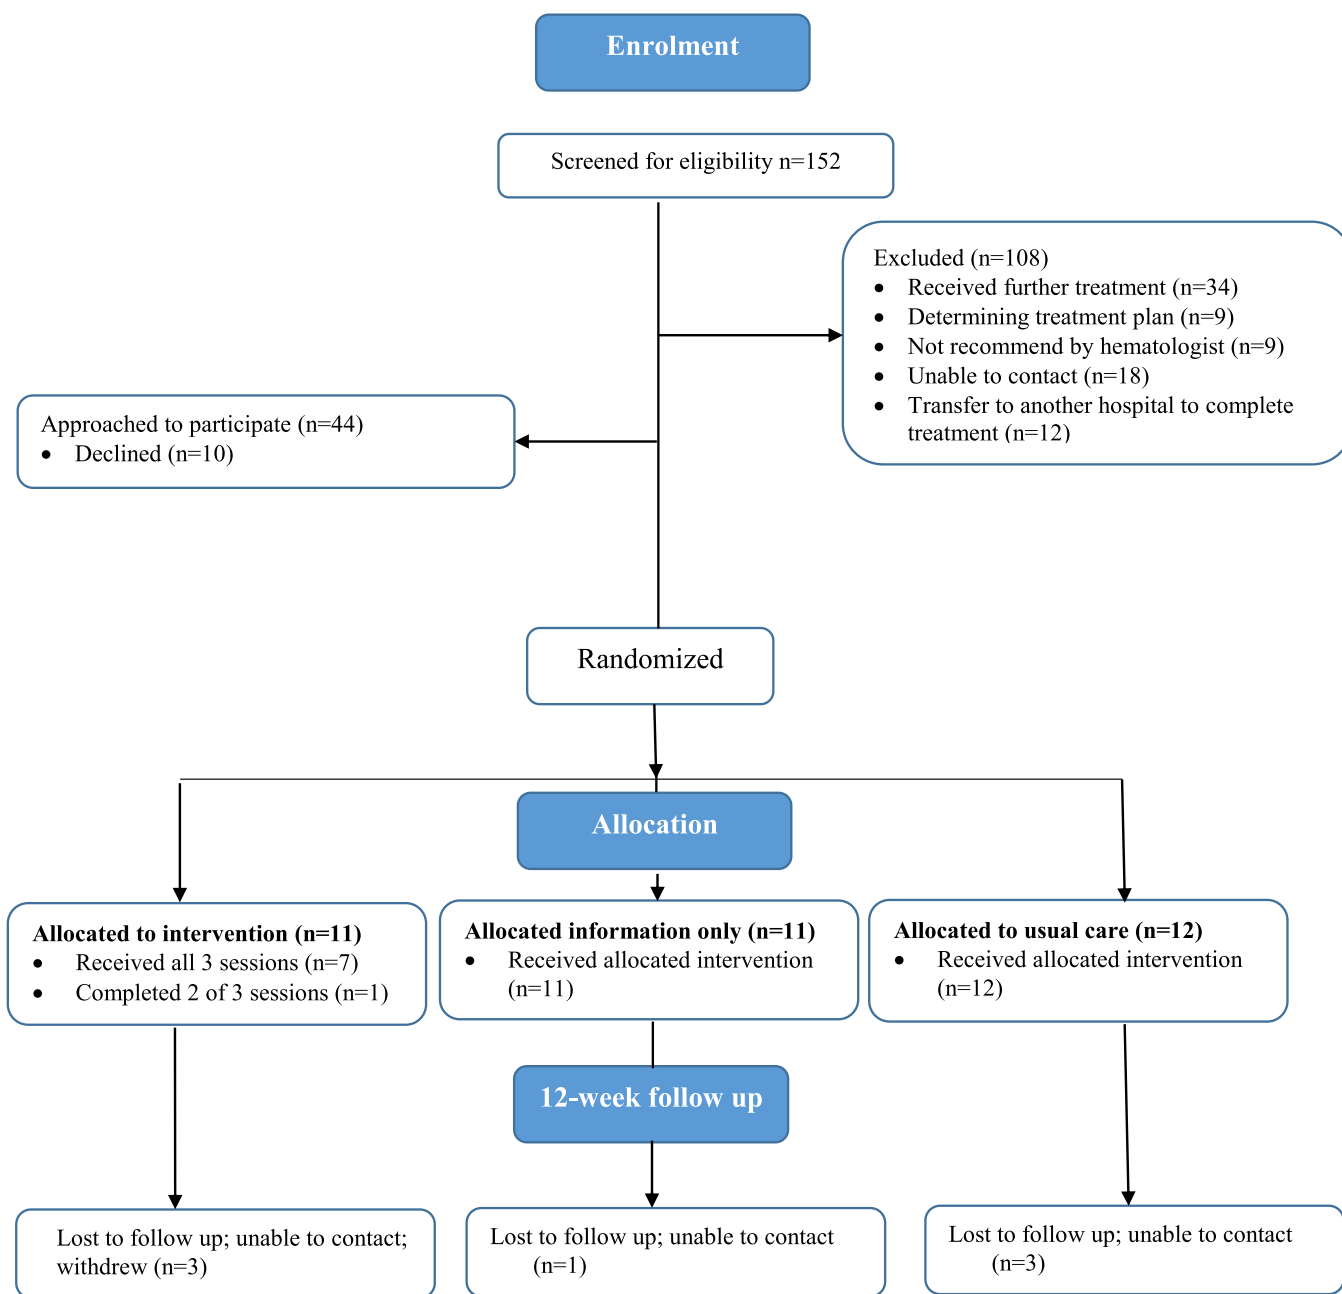 Enrolment
Screened for eligibility n=152
Excluded (n=108)
• Received further treatment (n=34)
• Determining treatment plan (n=9)
• Not recommend by hematologist (n=9)
• Unable to contact (n=18)
• Transfer to another hospital to complete
treatment (n=12)
Approached to participate (n=44)
• Declined (n=10)
Randomized
Allocation
Allocated to intervention (n=11)
• Received all 3 sessions (n=7)
• Completed 2 of 3 sessions (n=1)
Allocated information only (n=11)
• Received allocated intervention
(n=11)
Allocated to usual care (n=12)
• Received allocated intervention
(n=12)
12-week follow up
Lost to follow up; unable to contact;
withdrew (n=3)
Lost to follow up; unable to contact
(n=1)
Lost to follow up; unable to contact
(n=3)